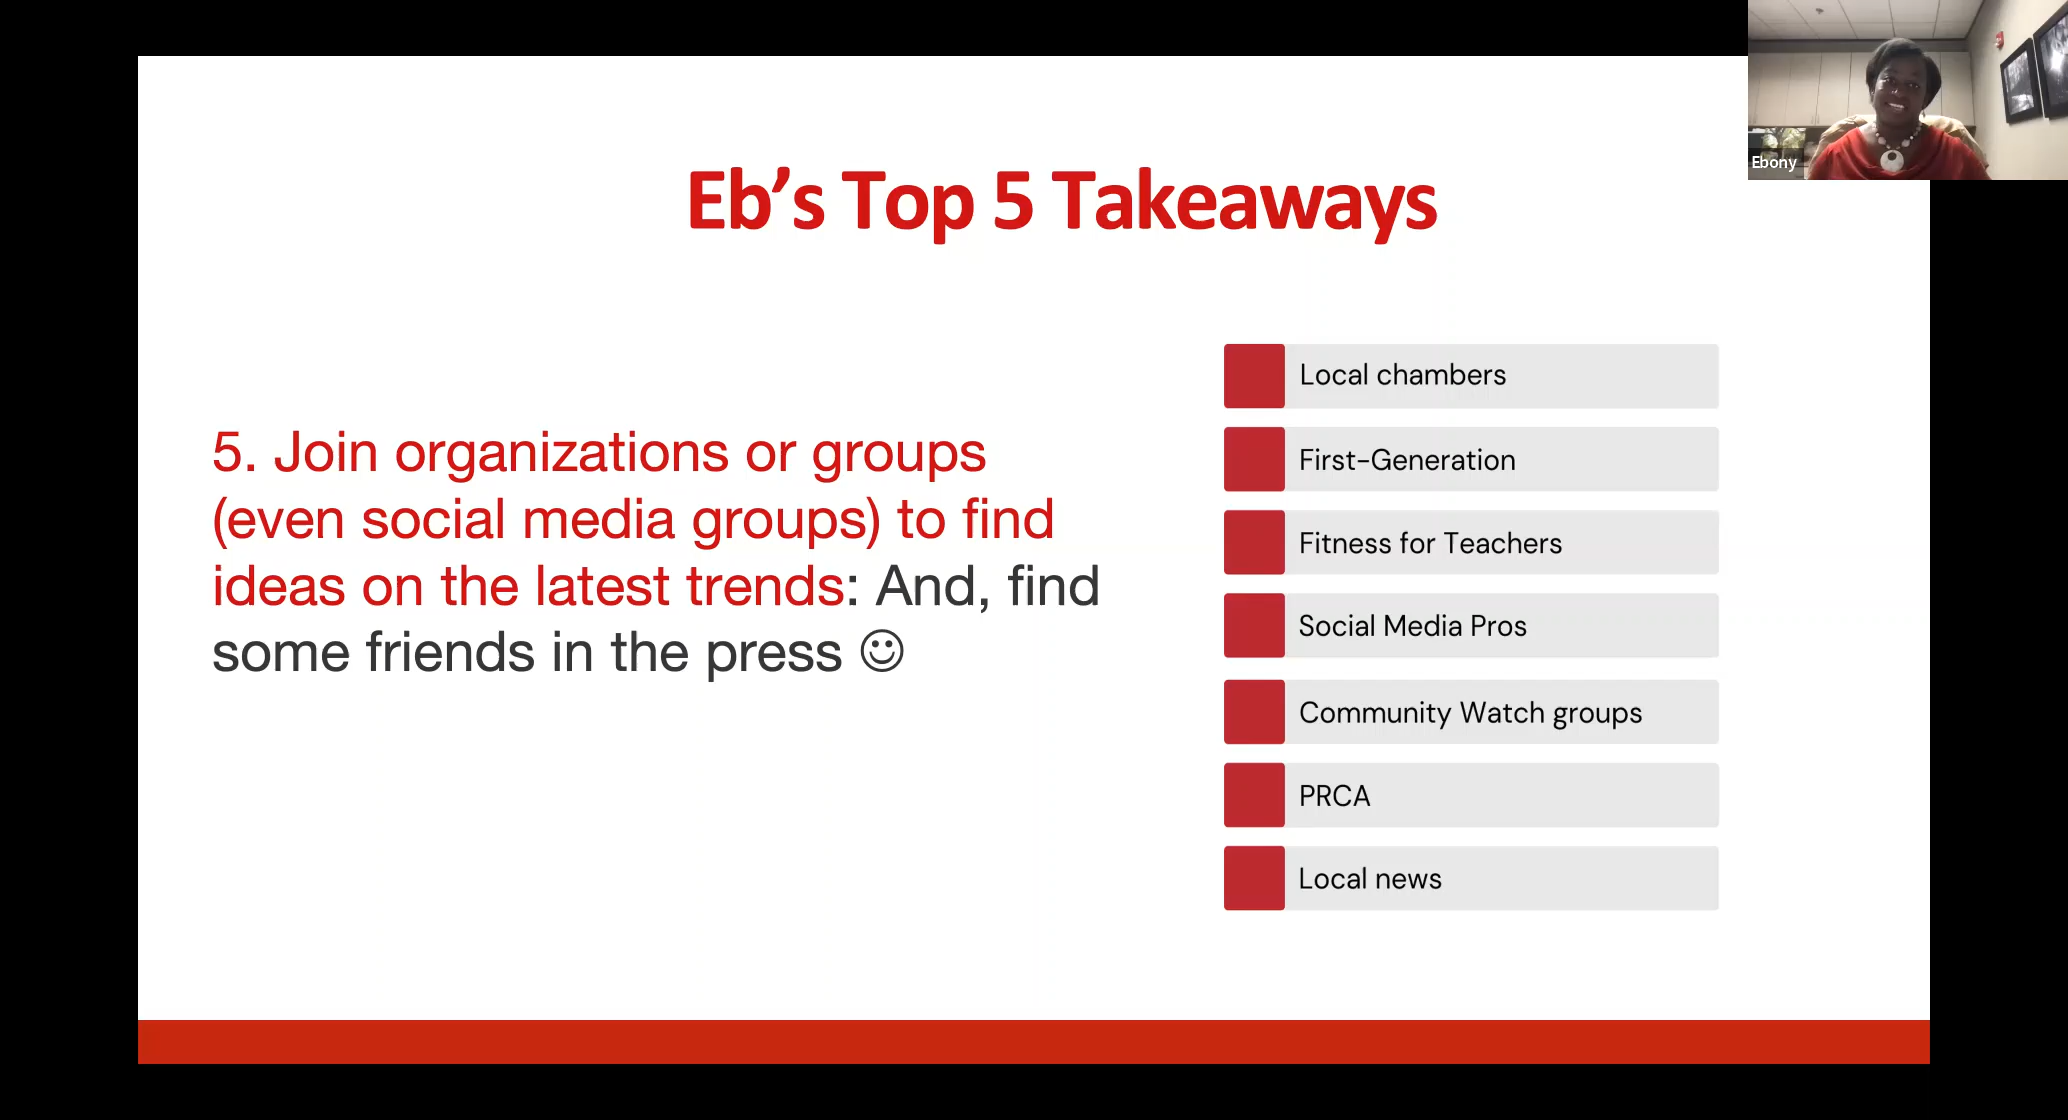 Ebony
Eb’s Top 5 Takeaways
5. Join organizations or groups
(even social media groups) to find
ideas on the latest trends: And, find
some friends in the press ☺
Local chambers
First-Generation
Fitness for Teachers
Social Media Pros
Community Watch groups
PRCA
Local news